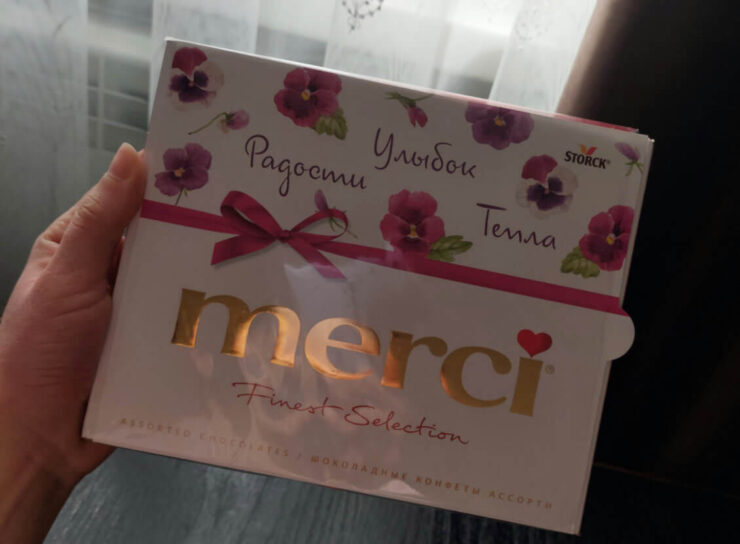 Радости
Улыбок
STORCK®
Тепла
merci®
Finest Selection
ASSORTED CHOCOLATES / ШОКОЛАДНЫЕ КОНФЕТЫ АССОРТИ